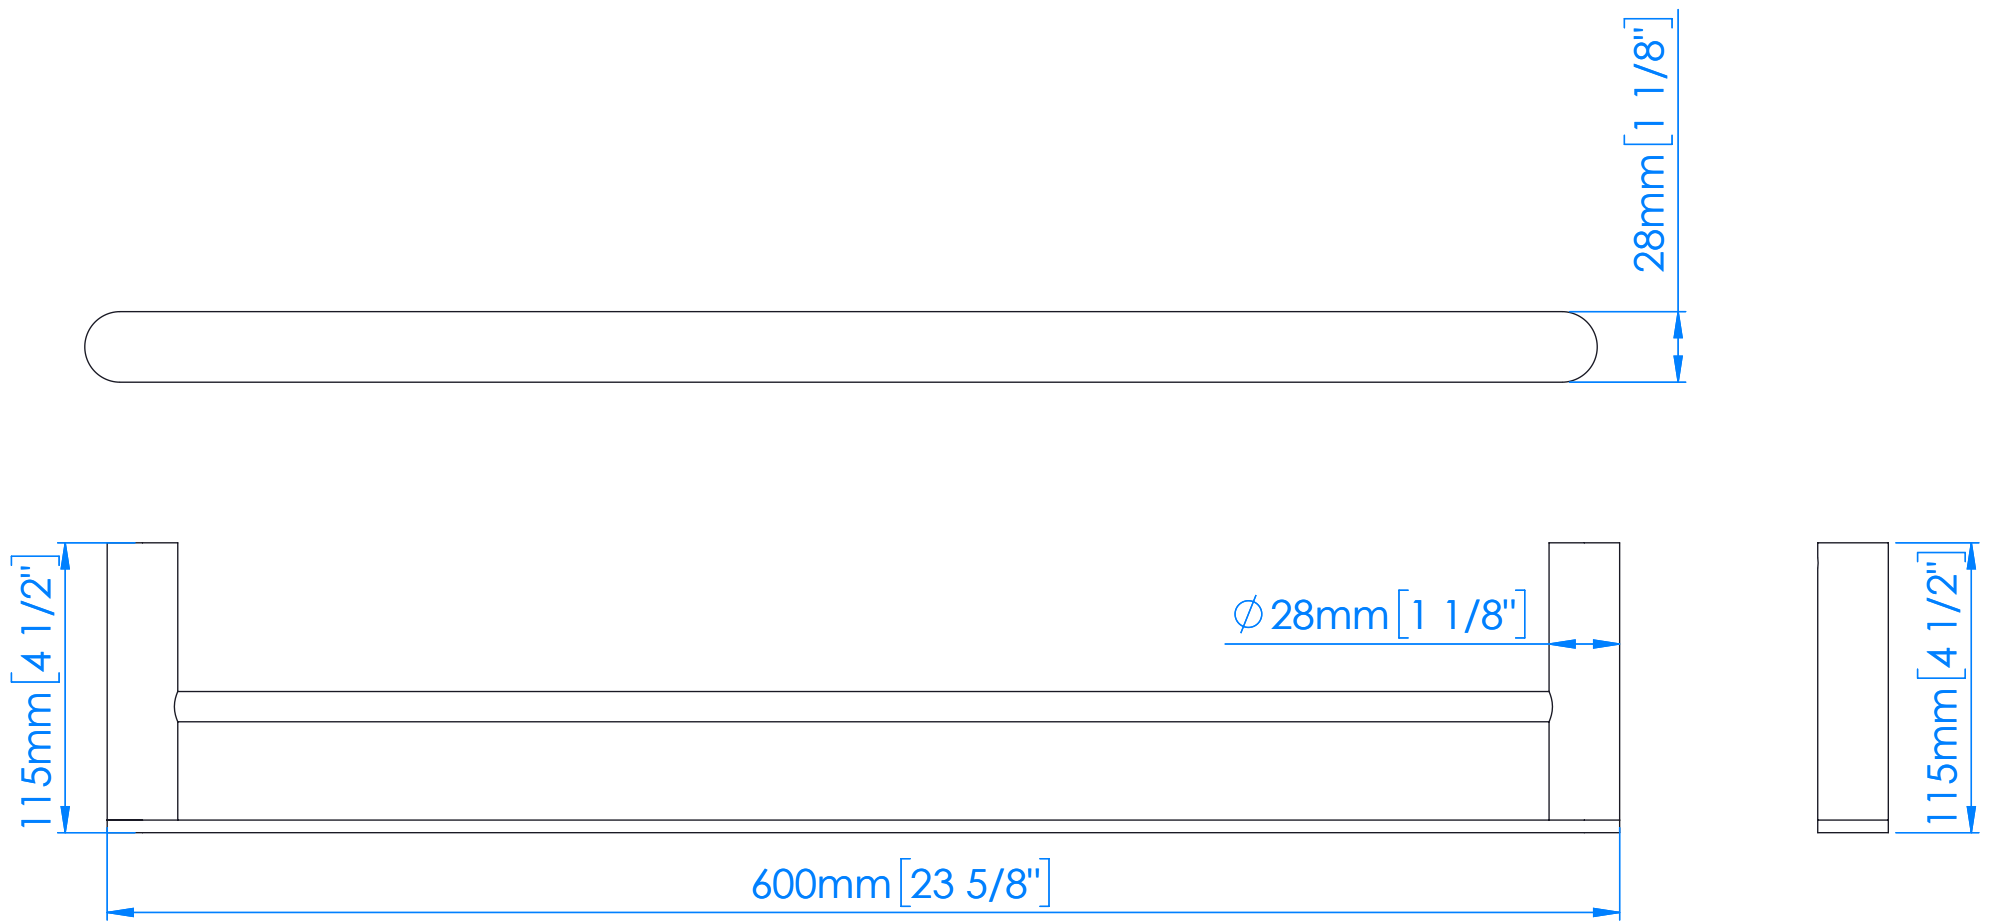 28mm[1 1/8"]
115mm[4 1/2"]
∅28mm[1 1/8"]
115mm[4 1/2"]
600mm[23 5/8"]